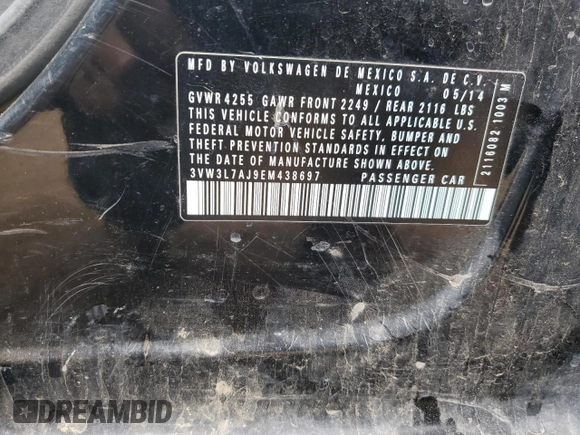 MFD BY VOLKSWAGEN DE MEXICO S.A. DE C.V.
MEXICO 05/14
GVWR 4255 GAWR FRONT 2249 / REAR 2116 LBS
THIS VEHICLE CONFORMS TO ALL APPLICABLE U.S.
FEDERAL MOTOR VEHICLE SAFETY, BUMPER AND
THEFT PREVENTION STANDARDS IN EFFECT ON
THE DATE OF MANUFACTURE SHOWN ABOVE.
3VW3L7AJ9EM438697 PASSENGER CAR
2116082 1003 M
DREAMBID